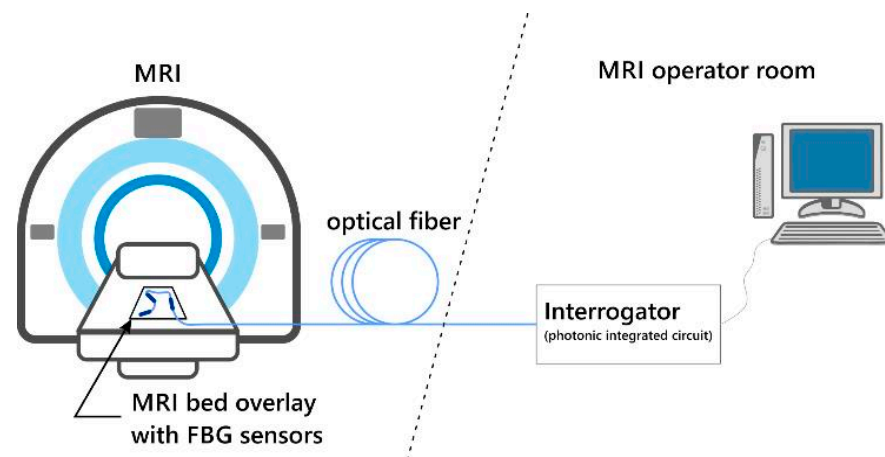 MRI
MRI operator room
optical fiber
Interrogator
(photonic integrated circuit)
MRI bed overlay
with FBG sensors